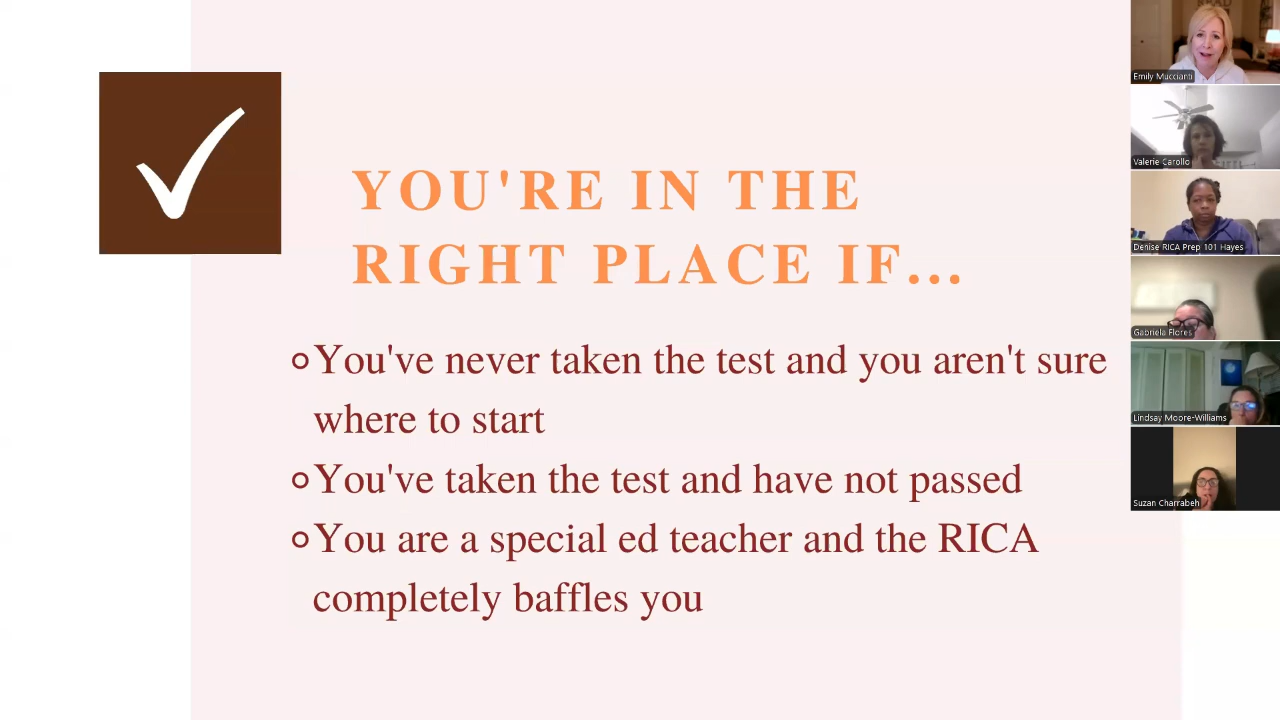 YOU'RE IN THE
RIGHT PLACE IF...
You've never taken the test and you aren't sure
where to start
You've taken the test and have not passed
You are a special ed teacher and the RICA
completely baffles you
Emily Muccianti
Valerie Carollo
Denise RICA Prep 101 Hayes
Gabriela Flores
Lindsay Moore-Williams
Suzan Charrabeh